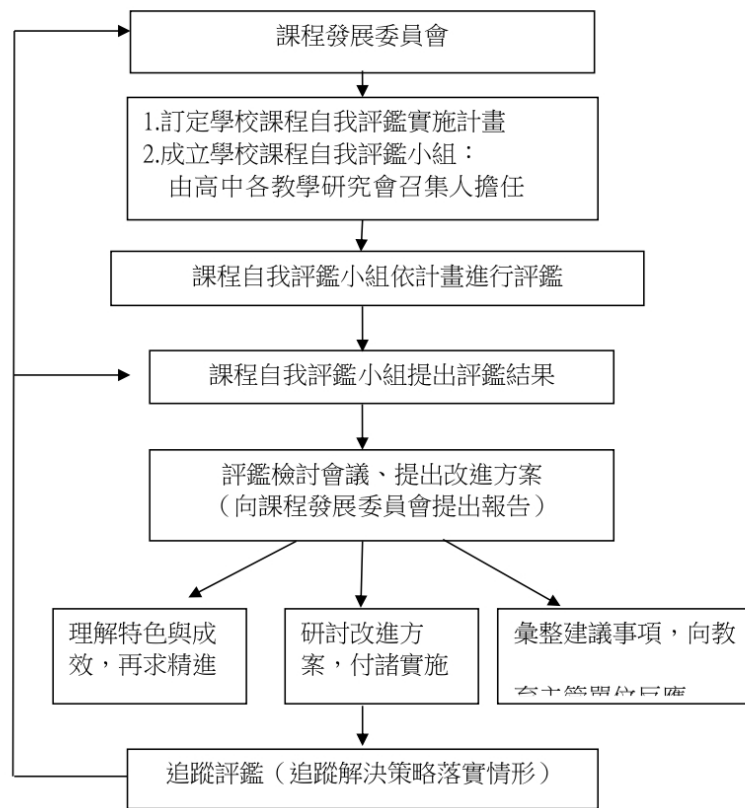 課程發展委員會
1.訂定學校課程自我評鑑實施計畫
2.成立學校課程自我評鑑小組：
由高中各教學研究會召集人擔任
課程自我評鑑小組依計畫進行評鑑
課程自我評鑑小組提出評鑑結果
評鑑檢討會議、提出改進方案
（向課程發展委員會提出報告）
理解特色與成
效，再求精進
研討改進方
案，付諸實施
彙整建議事項，向教
育主管單位反應
追蹤評鑑（追蹤解決策略落實情形）